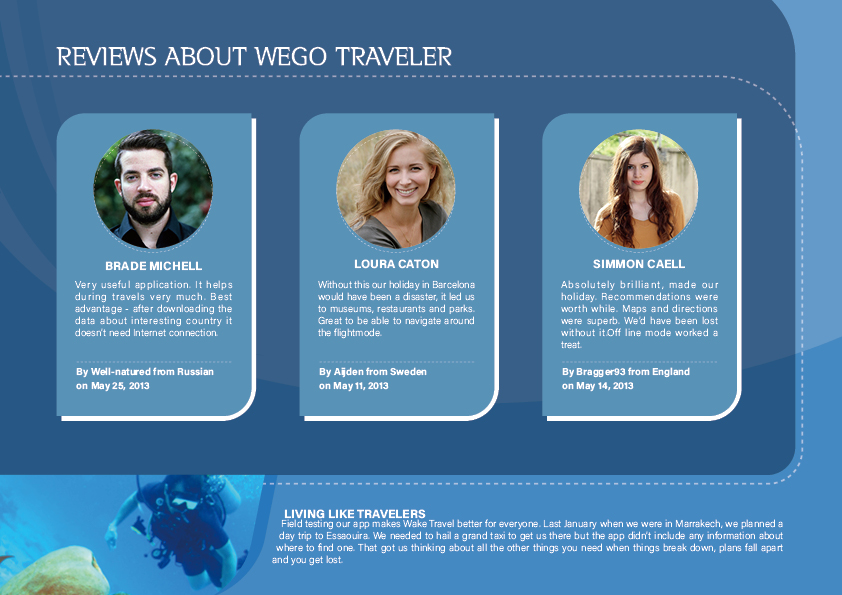 REVIEWS ABOUT WEGO TRAVELER
BRADE MICHELL
Very useful application. It helps
during travels very much. Best
advantage - after downloading the
data about interesting country it
doesn't need Internet connection.
By Well-natured from Russian
on May 25, 2013
LOURA CATON
Without this our holiday in Barcelona
would have been a disaster, it led us
to museums, restaurants and parks.
Great to be able to navigate around
the flightmode.
By Aijden from Sweden
on May 11, 2013
SIMMON CAELL
Absolutely brilliant, made our
holiday. Recommendations were
worth while. Maps and directions
were superb. We'd have been lost
without it.Off line mode worked a
treat.
By Bragger93 from England
on May 14, 2013
LIVING LIKE TRAVELERS
Field testing our app makes Wake Travel better for everyone. Last January when we were in Marrakech, we planned a
day trip to Essaouira. We needed to hail a grand taxi to get us there but the app didn't include any information about
where to find one. That got us thinking about all the other things you need when things break down, plans fall apart
and you get lost.